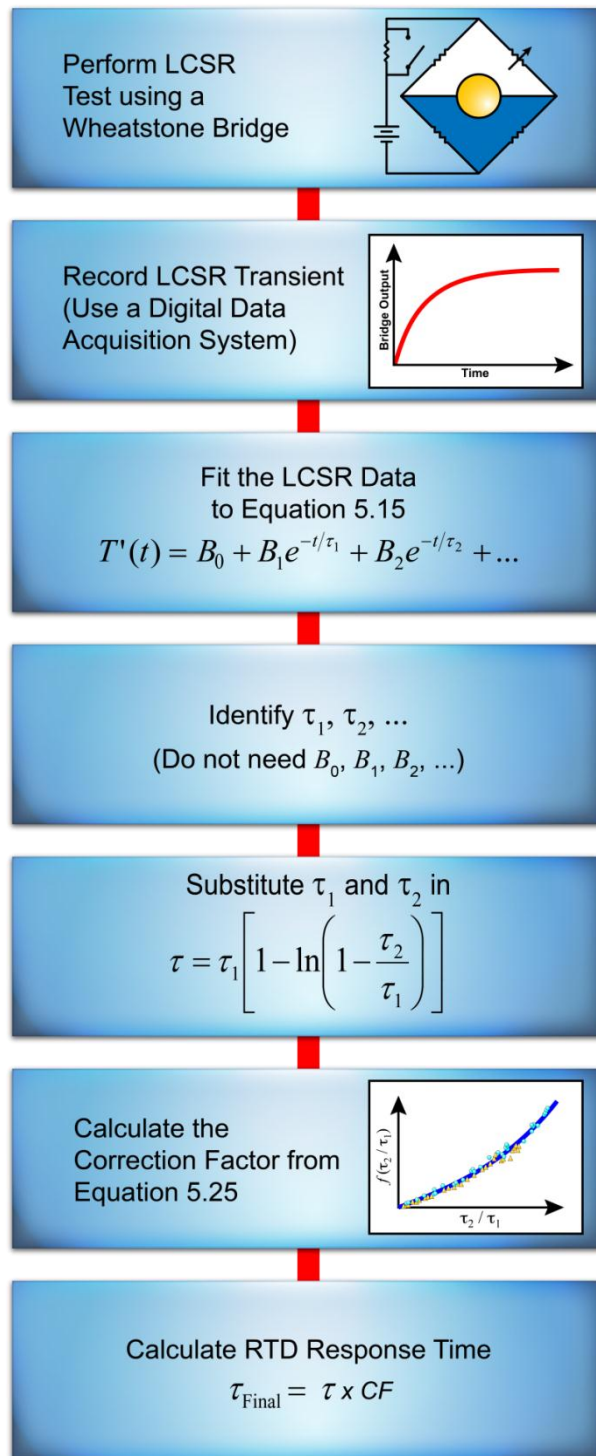 Perform LCSR
Test using a
Wheatstone Bridge
Record LCSR Transient
(Use a Digital Data
Acquisition System)
Bridge Output
Time
Fit the LCSR Data
to Equation 5.15
T'(t) = B₀ + B₁e^{-t/τ₁} + B₂e^{-t/τ₂} + ...
Identify τ₁, τ₂, ...
(Do not need B₀, B₁, B₂, ...)
Substitute τ₁ and τ₂ in
τ = τ₁[1 − ln(1 − τ₂/τ₁)]
Calculate the
Correction Factor from
Equation 5.25
f(τ₂ / τ₁)
τ₂ / τ₁
Calculate RTD Response Time
τ_Final = τ x CF